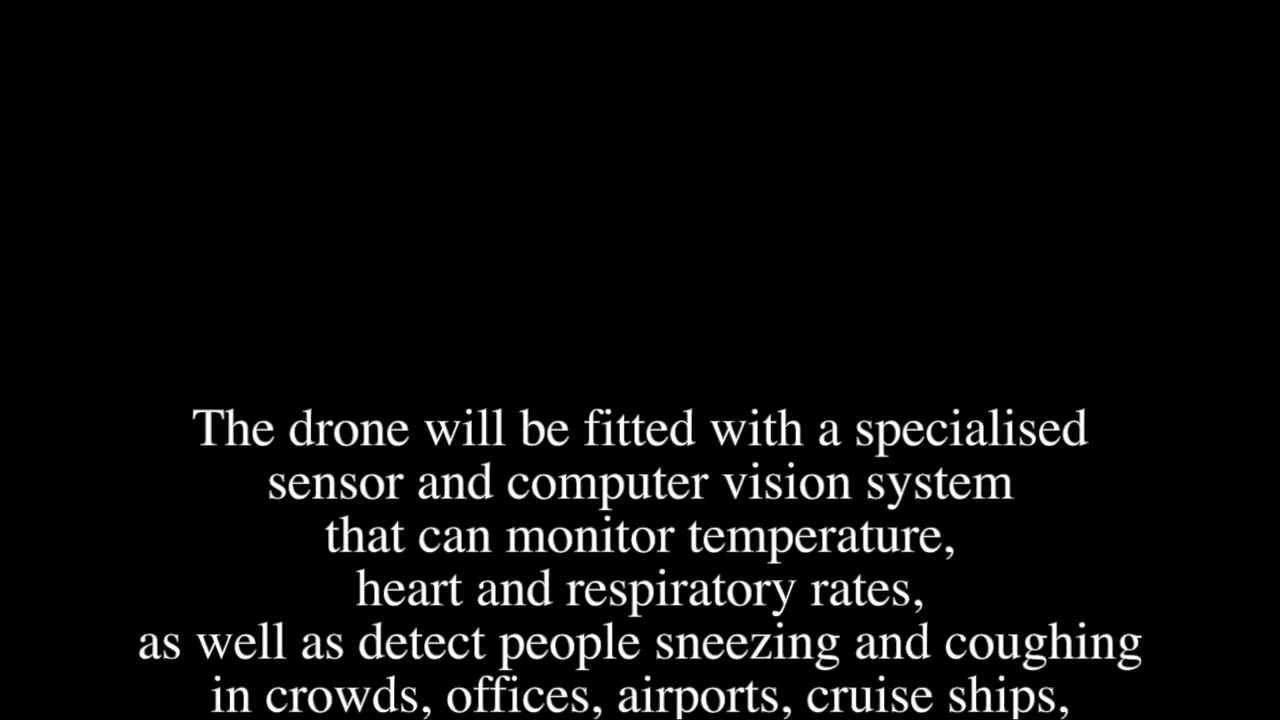 The drone will be fitted with a specialised
sensor and computer vision system
that can monitor temperature,
heart and respiratory rates,
as well as detect people sneezing and coughing
in crowds, offices, airports, cruise ships,